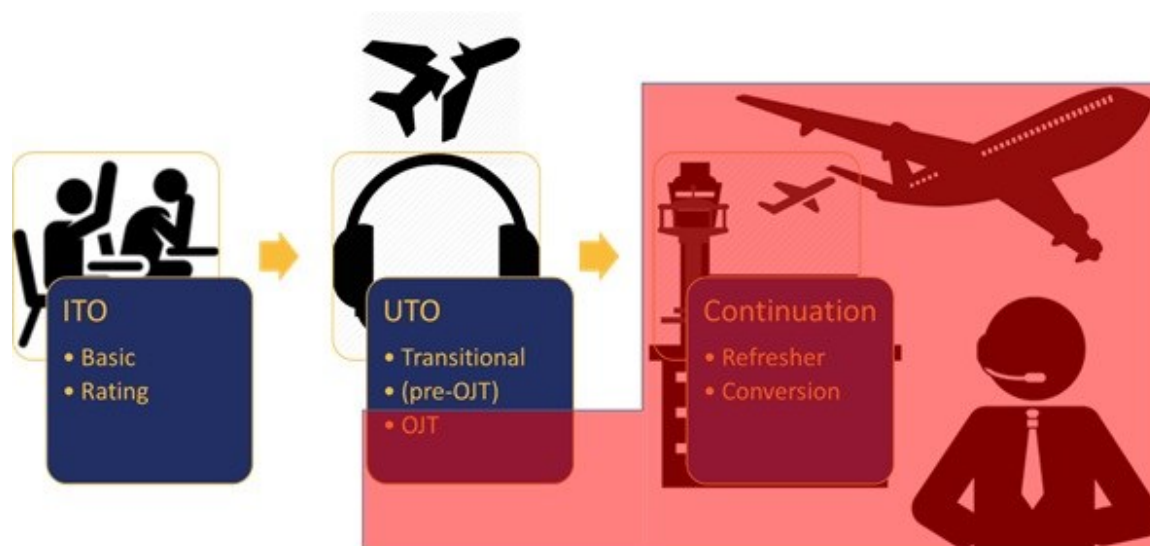 ITO
• Basic
• Rating
UTO
• Transitional
• (pre-OJT)
• OJT
Continuation
• Refresher
• Conversion